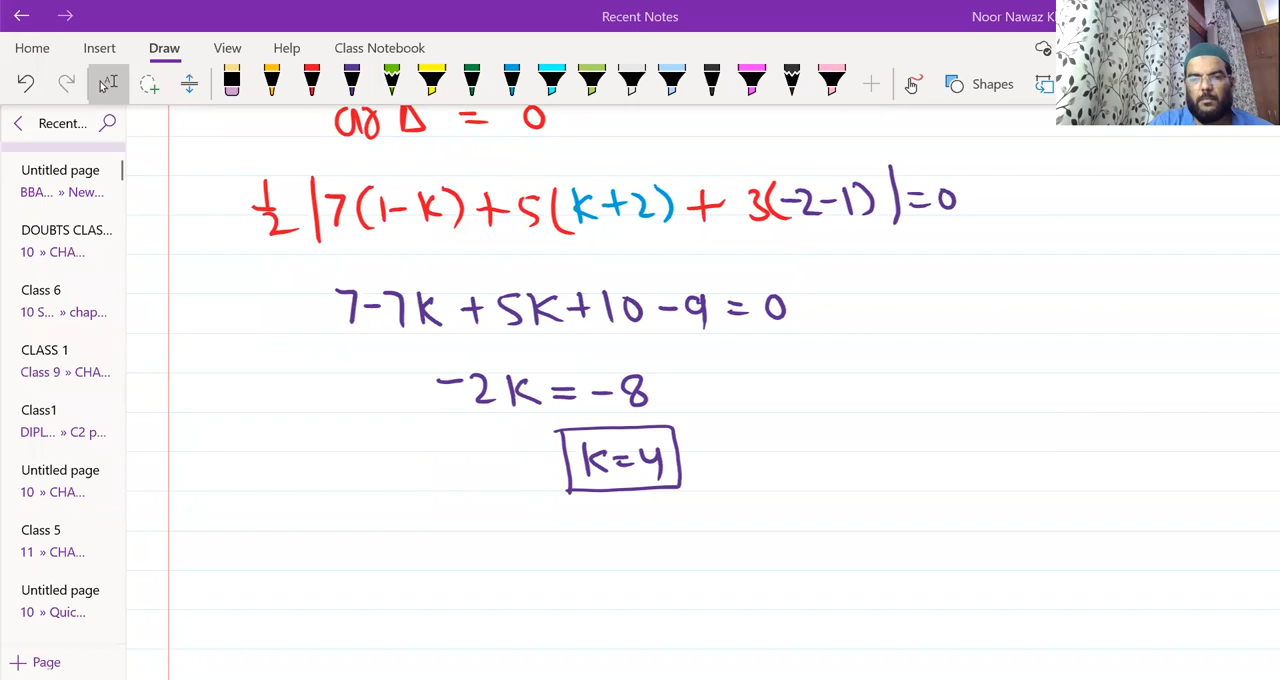 Recent Notes
Noor Nawaz K
Home Insert Draw View Help Class Notebook
Shapes
Recent...
Untitled page
BBA... » New...
DOUBTS CLAS...
10 » CHA...
Class 6
10 S... » chap...
CLASS 1
Class 9 » CHA...
Class1
DIPL... » C2 p...
Untitled page
10 » CHA...
Class 5
11 » CHA...
Untitled page
10 » Quic...
+ Page
ar Δ = 0
1/2 |7(1-k)+5(k+2)+3(-2-1)|=0
7-7k+5k+10-9=0
-2k=-8
k=4